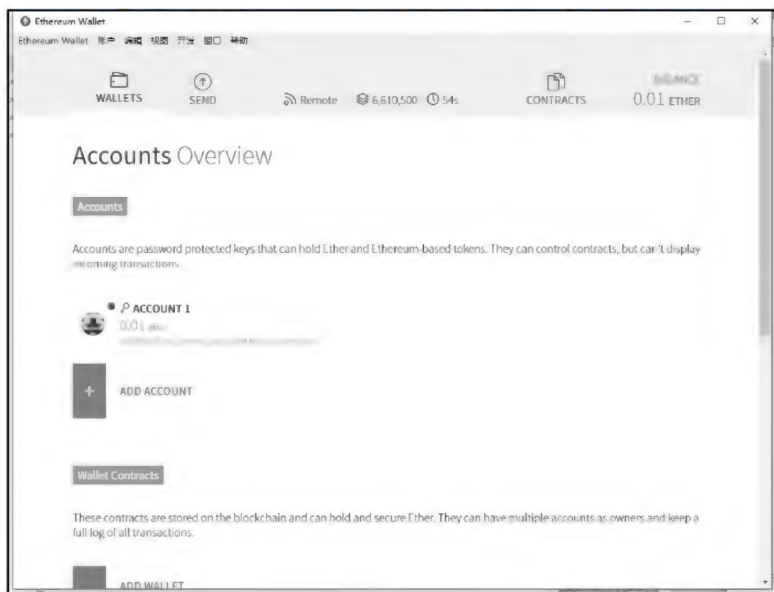 Ethereum Wallet
Ethereum Wallet 账户 编辑 视图 开发 窗口 帮助
WALLETS SEND Remote 6,610,500 54s CONTRACTS BALANCE 0.01 ETHER
Accounts Overview
Accounts
Accounts are password protected keys that can hold Ether and Ethereum-based tokens. They can control contracts, but can't display
incoming transactions.
ACCOUNT 1
0.01
ADD ACCOUNT
Wallet Contracts
These contracts are stored on the blockchain and can hold and secure Ether. They can have multiple accounts as owners and keep a
full log of all transactions.
ADD WALLET